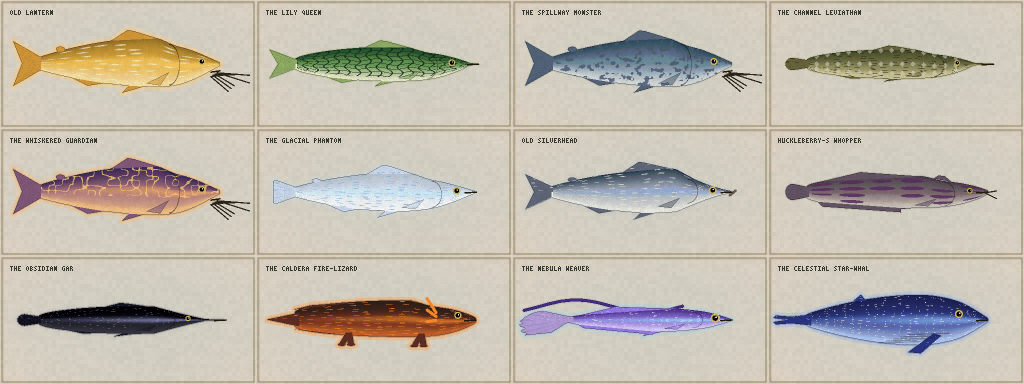 OLD LANTERN
THE LILY QUEEN
THE SPILLWAY MONSTER
THE CHANNEL LEVIATHAN
THE WHISKERED GUARDIAN
THE GLACIAL PHANTOM
OLD SILVERHEAD
HUCKLEBERRY-S WHOPPER
THE OBSIDIAN GAR
THE CALDERA FIRE-LIZARD
THE NEBULA WEAVER
THE CELESTIAL STAR-WHAL